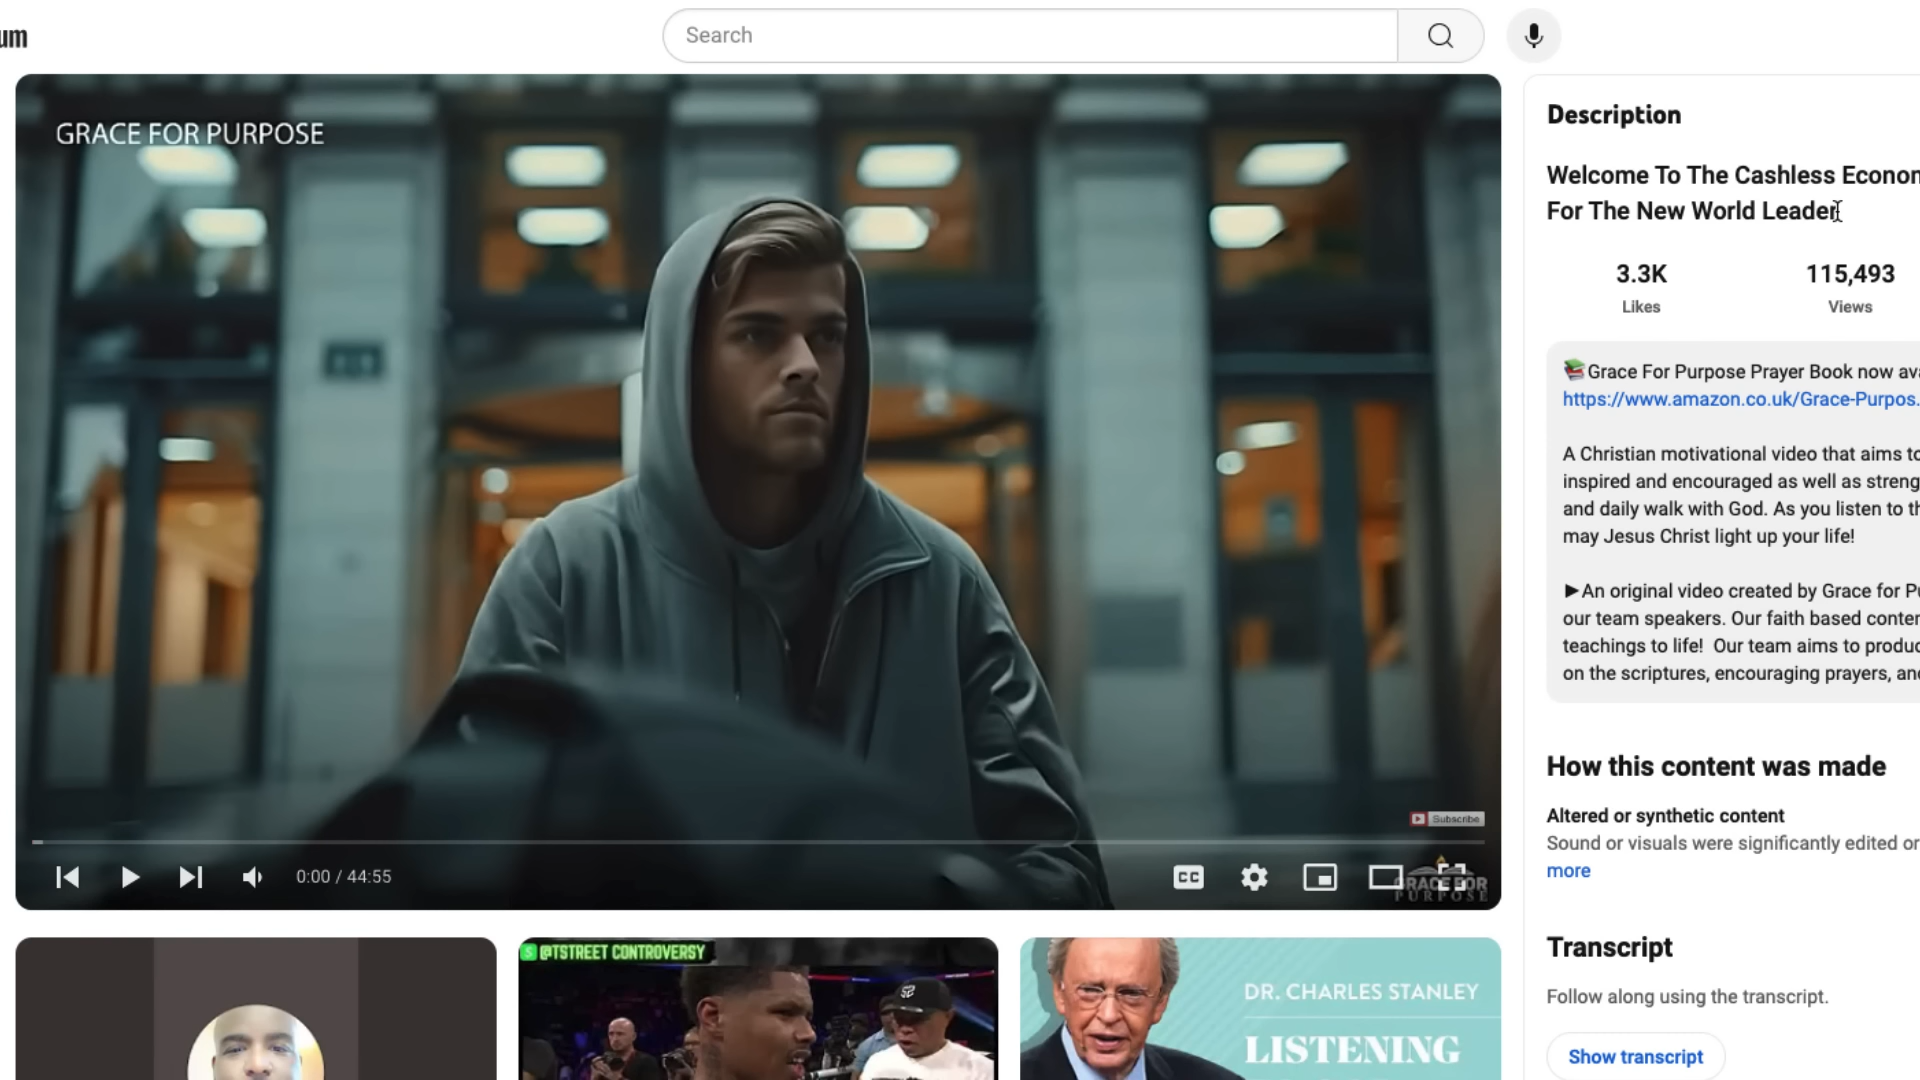 um
Search
GRACE FOR PURPOSE
Subscribe
0:00 / 44:55
CC
GRACE FOR
PURPOSE
@TSTREET CONTROVERSY
DR. CHARLES STANLEY
LISTENING
Description
Welcome To The Cashless Econom
For The New World Leader
3.3K
115,493
Likes
Views
Grace For Purpose Prayer Book now ava
https://www.amazon.co.uk/Grace-Purpos.
A Christian motivational video that aims to
inspired and encouraged as well as streng
and daily walk with God. As you listen to th
may Jesus Christ light up your life!
►An original video created by Grace for Pu
our team speakers. Our faith based conten
teachings to life! Our team aims to produc
on the scriptures, encouraging prayers, and
How this content was made
Altered or synthetic content
Sound or visuals were significantly edited or
more
Transcript
Follow along using the transcript.
Show transcript